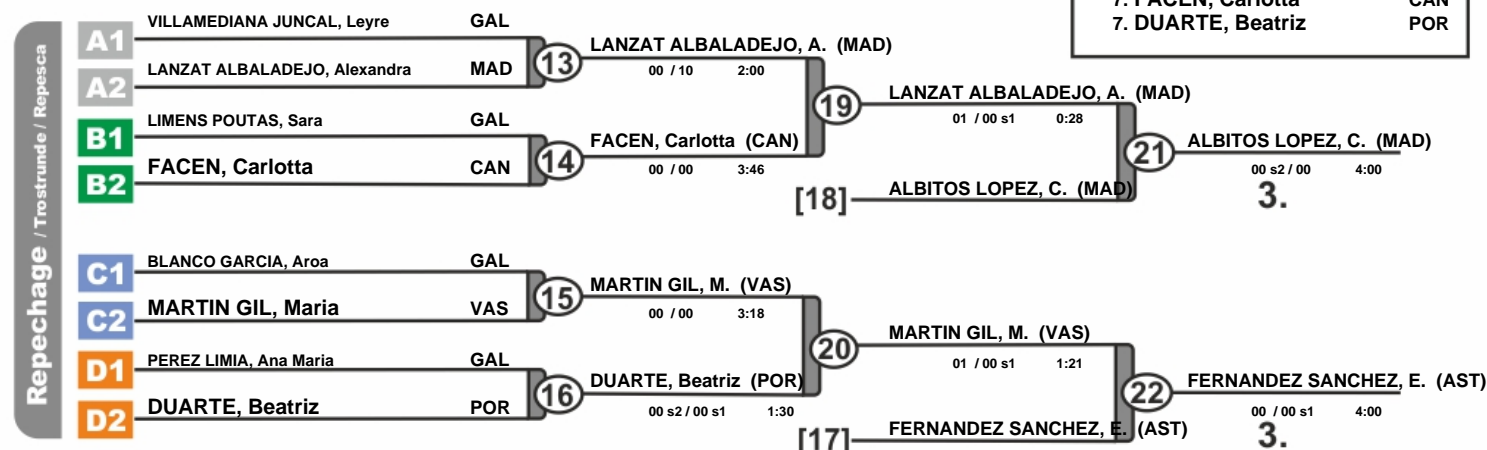 7. FACEN, Carlotta CAN
7. DUARTE, Beatriz POR
Repechage / Trostrunde / Repesca
A1 VILLAMEDIANA JUNCAL, Leyre GAL
A2 LANZAT ALBALADEJO, Alexandra MAD
13 LANZAT ALBALADEJO, A. (MAD)
00 / 10 2:00
B1 LIMENS POUTAS, Sara GAL
B2 FACEN, Carlotta CAN
14 FACEN, Carlotta (CAN)
00 / 00 3:46
19 LANZAT ALBALADEJO, A. (MAD)
01 / 00 s1 0:28
[18] ALBITOS LOPEZ, C. (MAD)
21 ALBITOS LOPEZ, C. (MAD)
00 s2 / 00 4:00
3.
C1 BLANCO GARCIA, Aroa GAL
C2 MARTIN GIL, Maria VAS
15 MARTIN GIL, M. (VAS)
00 / 00 3:18
D1 PEREZ LIMIA, Ana Maria GAL
D2 DUARTE, Beatriz POR
16 DUARTE, Beatriz (POR)
00 s2 / 00 s1 1:30
20 MARTIN GIL, M. (VAS)
01 / 00 s1 1:21
[17] FERNANDEZ SANCHEZ, E. (AST)
22 FERNANDEZ SANCHEZ, E. (AST)
00 / 00 s1 4:00
3.